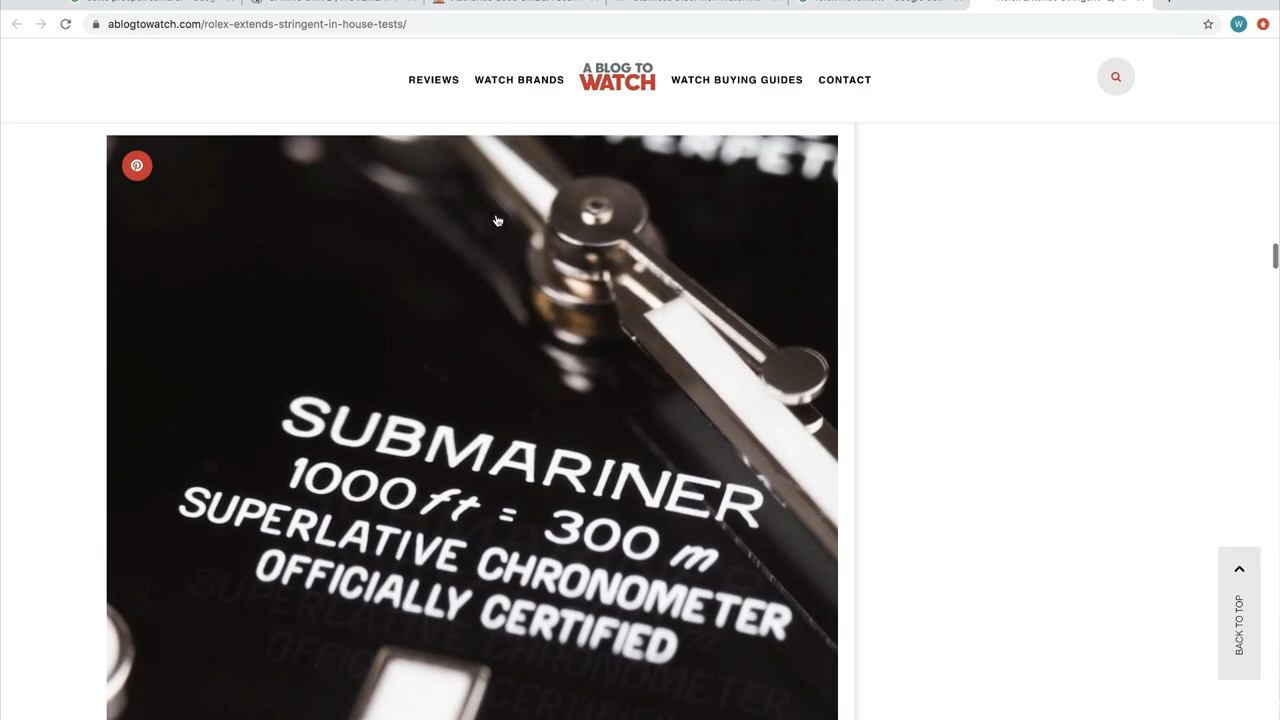 ablogtowatch.com/rolex-extends-stringent-in-house-tests/
W
REVIEWS
WATCH BRANDS
A BLOG TO
WATCH
WATCH BUYING GUIDES
CONTACT
SUBMARINER
1000 ft = 300 m
SUPERLATIVE CHRONOMETER
OFFICIALLY CERTIFIED
BACK TO TOP